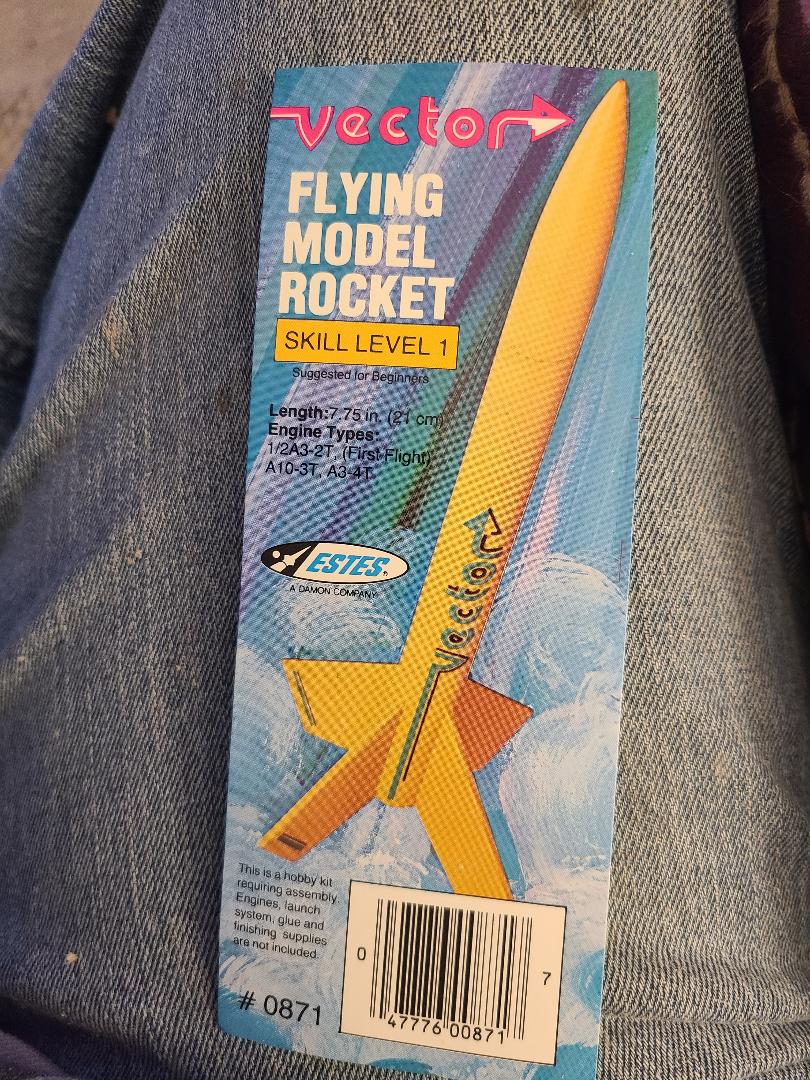 vector
FLYING
MODEL
ROCKET
SKILL LEVEL 1
Suggested for Beginners
Length: 7.75 in. (21 cm)
Engine Types:
1/2A3-2T, (First Flight)
A10-3T, A3-4T
ESTES®
A DAMON COMPANY
vector
This is a hobby kit
requiring assembly.
Engines, launch
system, glue and
finishing supplies
are not included.
# 0871
0 47776 00871 7